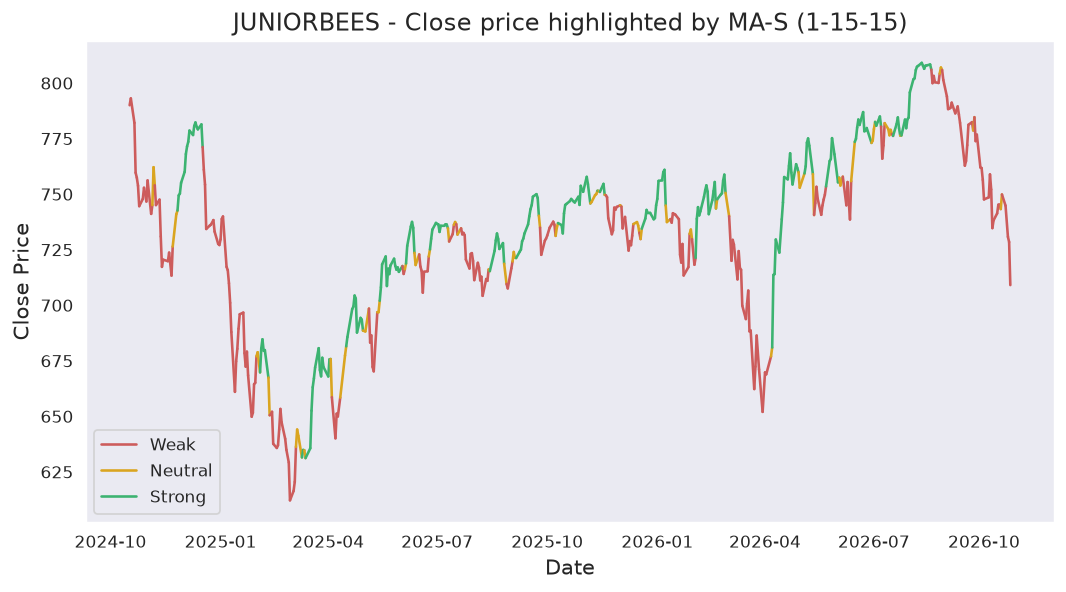 JUNIORBEES - Close price highlighted by MA-S (1-15-15)
Close Price
800
775
750
725
700
675
650
625
Weak
Neutral
Strong
2024-10 2025-01 2025-04 2025-07 2025-10 2026-01 2026-04 2026-07 2026-10
Date